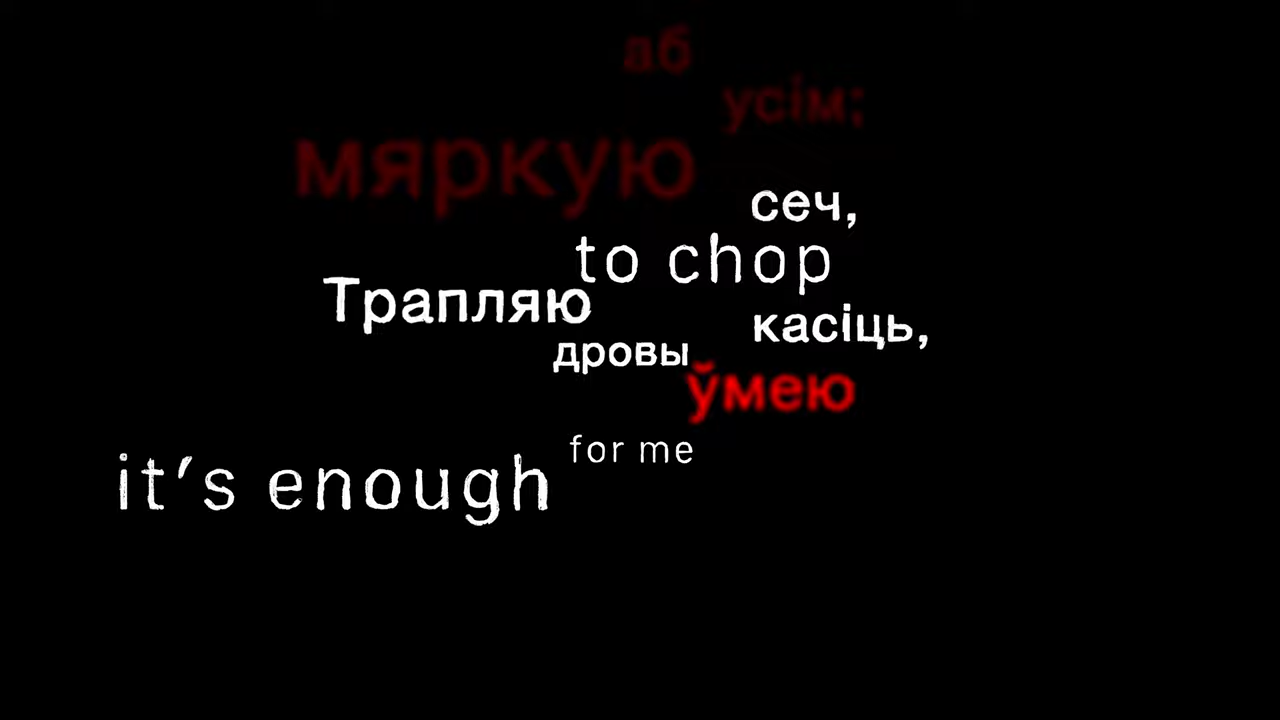 аб
усім;
мяркую
сеч,
to chop
Трапляю
касіць,
дровы
ўмею
for me
it's enough